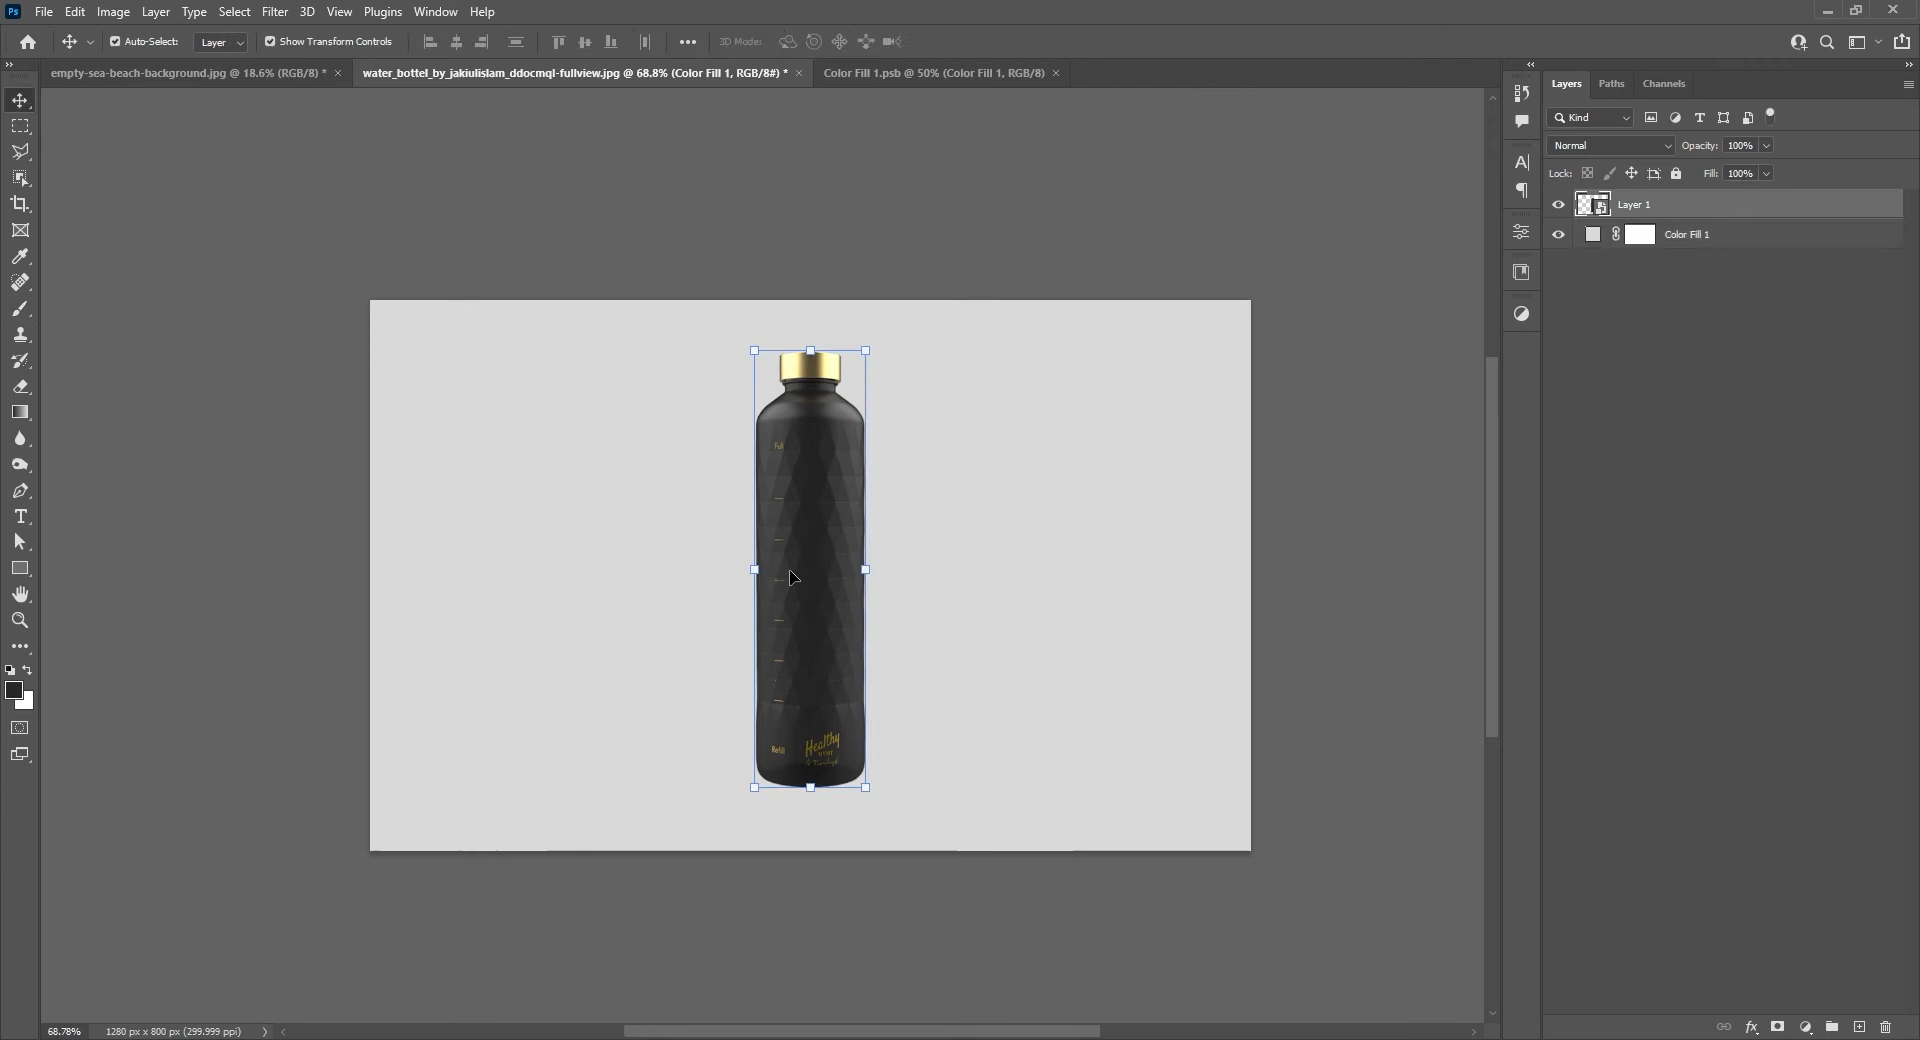 Ps File Edit Image Layer Type Select Filter 3D View Plugins Window Help
Auto-Select: Layer Show Transform Controls 3D Mode:
empty-sea-beach-background.jpg @ 18.6% (RGB/8) * × water_bottel_by_jakiulislam_ddocmql-fullview.jpg @ 68.8% (Color Fill 1, RGB/8#) * × Color Fill 1.psb @ 50% (Color Fill 1, RGB/8) ×
Layers Paths Channels
Kind
Normal Opacity: 100%
Lock: Fill: 100%
Layer 1
Color Fill 1
Full
Refill Healthy
68.78% 1280 px x 800 px (299.999 ppi)